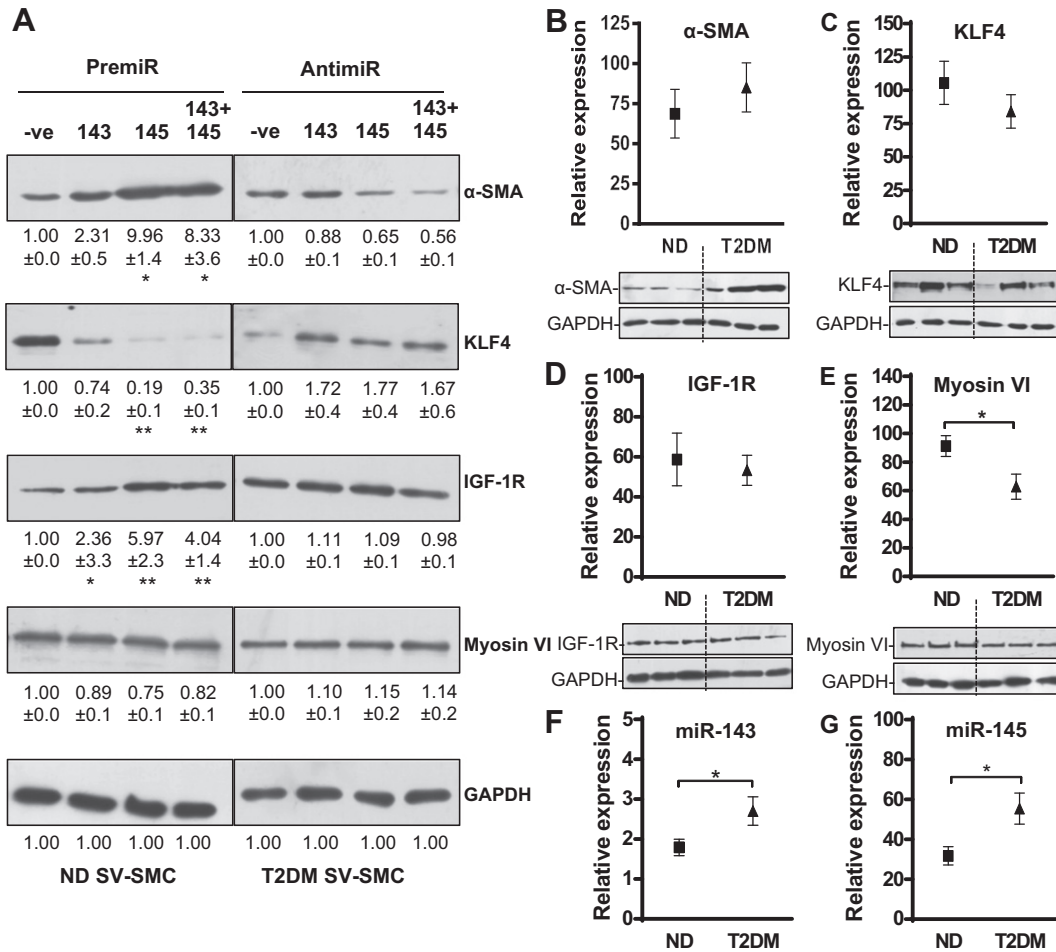 A
PremiR AntimiR
-ve 143 145 143+ 145 -ve 143 145 143+ 145
α-SMA
1.00 2.31 9.96 8.33 1.00 0.88 0.65 0.56
±0.0 ±0.5 ±1.4 ±3.6 ±0.0 ±0.1 ±0.1 ±0.1
* *
KLF4
1.00 0.74 0.19 0.35 1.00 1.72 1.77 1.67
±0.0 ±0.2 ±0.1 ±0.1 ±0.0 ±0.4 ±0.4 ±0.6
** **
IGF-1R
1.00 2.36 5.97 4.04 1.00 1.11 1.09 0.98
±0.0 ±3.3 ±2.3 ±1.4 ±0.0 ±0.1 ±0.1 ±0.1
* ** **
Myosin VI
1.00 0.89 0.75 0.82 1.00 1.10 1.15 1.14
±0.0 ±0.1 ±0.1 ±0.1 ±0.0 ±0.1 ±0.2 ±0.2
GAPDH
1.00 1.00 1.00 1.00 1.00 1.00 1.00 1.00
ND SV-SMC T2DM SV-SMC
B
α-SMA
Relative expression
125
100
75
50
25
0
ND T2DM
α-SMA-
GAPDH-
C
KLF4
Relative expression
150
125
100
75
50
25
0
ND T2DM
KLF4-
GAPDH-
D
IGF-1R
Relative expression
100
80
60
40
20
0
ND T2DM
IGF-1R-
GAPDH-
E
Myosin VI
Relative expression
140
120
100
80
60
40
20
0
*
ND T2DM
Myosin VI-
GAPDH-
F
miR-143
Relative expression
5
4
3
2
1
0
*
ND T2DM
G
miR-145
Relative expression
100
80
60
40
20
0
*
ND T2DM